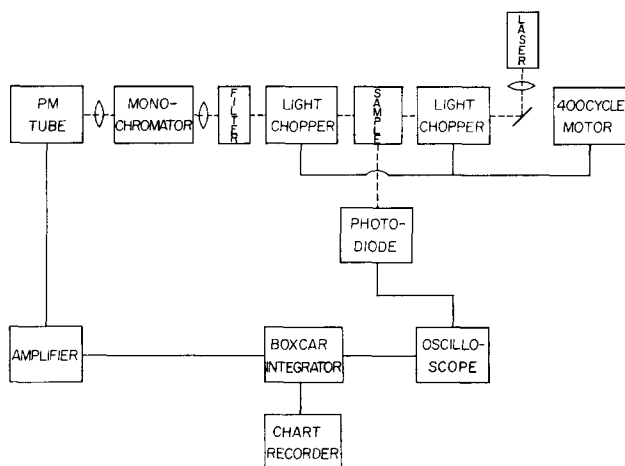 LASER
PM
TUBE
MONO-
CHROMATOR
FILTER
LIGHT
CHOPPER
SAMPLE
LIGHT
CHOPPER
400CYCLE
MOTOR
PHOTO-
DIODE
AMPLIFIER
BOXCAR
INTEGRATOR
OSCILLO-
SCOPE
CHART
RECORDER